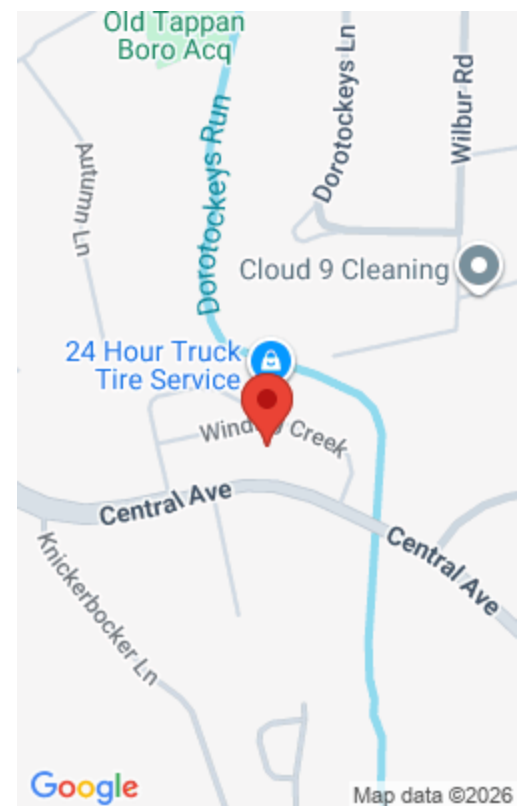 Old Tappan
Boro Acq
Dorotockeys Run
Dorotockeys Ln
Wilbur Rd
Autumn Ln
Cloud 9 Cleaning
24 Hour Truck
Tire Service
Creek
Central Ave
Central Ave
Knickerbocker Ln
Google
Map data ©2026